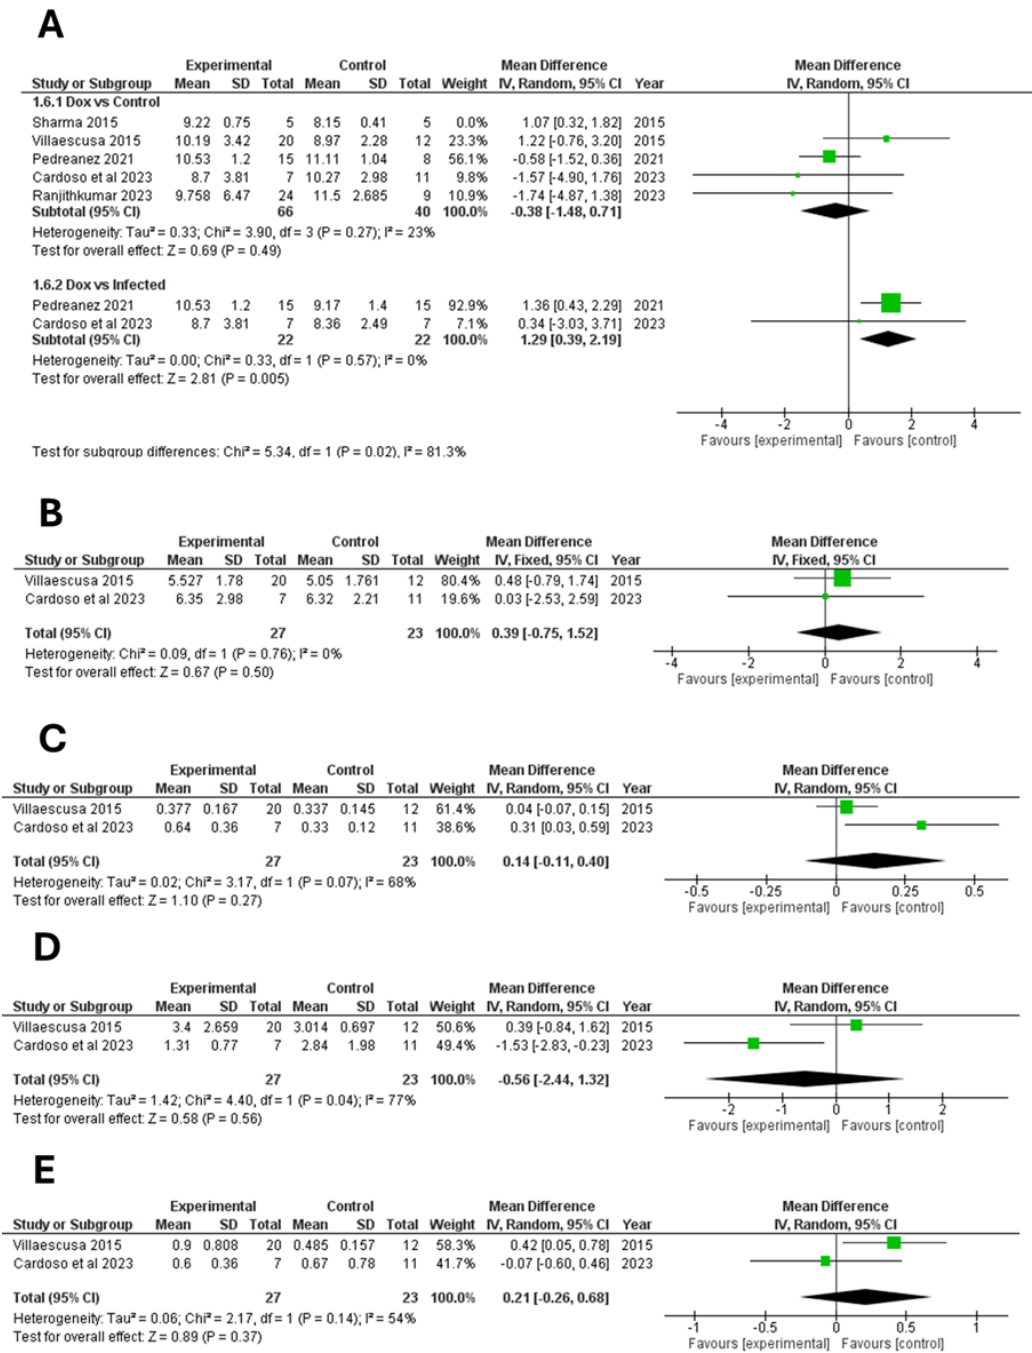 A
Experimental Control Mean Difference Mean Difference
Study or Subgroup Mean SD Total Mean SD Total Weight IV, Random, 95% CI Year IV, Random, 95% CI
1.6.1 Dox vs Control
Sharma 2015 9.22 0.75 5 8.15 0.41 5 0.0% 1.07 [0.32, 1.82] 2015
Villaescusa 2015 10.19 3.42 20 8.97 2.28 12 23.3% 1.22 [-0.76, 3.20] 2015
Pedreanez 2021 10.53 1.2 15 11.11 1.04 8 56.1% -0.58 [-1.52, 0.36] 2021
Cardoso et al 2023 8.7 3.81 7 10.27 2.98 11 9.8% -1.57 [-4.90, 1.76] 2023
Ranjithkumar 2023 9.758 6.47 24 11.5 2.685 9 10.9% -1.74 [-4.87, 1.38] 2023
Subtotal (95% CI) 66 40 100.0% -0.38 [-1.48, 0.71]
Heterogeneity: Tau² = 0.33; Chi² = 3.90, df = 3 (P = 0.27); I² = 23%
Test for overall effect: Z = 0.69 (P = 0.49)
1.6.2 Dox vs Infected
Pedreanez 2021 10.53 1.2 15 9.17 1.4 15 92.9% 1.36 [0.43, 2.29] 2021
Cardoso et al 2023 8.7 3.81 7 8.36 2.49 7 7.1% 0.34 [-3.03, 3.71] 2023
Subtotal (95% CI) 22 22 100.0% 1.29 [0.39, 2.19]
Heterogeneity: Tau² = 0.00; Chi² = 0.33, df = 1 (P = 0.57); I² = 0%
Test for overall effect: Z = 2.81 (P = 0.005)
-4 -2 0 2 4
Favours [experimental] Favours [control]
Test for subgroup differences: Chi² = 5.34, df = 1 (P = 0.02), I² = 81.3%
B
Experimental Control Mean Difference Mean Difference
Study or Subgroup Mean SD Total Mean SD Total Weight IV, Fixed, 95% CI Year IV, Fixed, 95% CI
Villaescusa 2015 5.527 1.78 20 5.05 1.761 12 80.4% 0.48 [-0.79, 1.74] 2015
Cardoso et al 2023 6.35 2.98 7 6.32 2.21 11 19.6% 0.03 [-2.53, 2.59] 2023
Total (95% CI) 27 23 100.0% 0.39 [-0.75, 1.52]
Heterogeneity: Chi² = 0.09, df = 1 (P = 0.76); I² = 0%
Test for overall effect: Z = 0.67 (P = 0.50)
-4 -2 0 2 4
Favours [experimental] Favours [control]
C
Experimental Control Mean Difference Mean Difference
Study or Subgroup Mean SD Total Mean SD Total Weight IV, Random, 95% CI Year IV, Random, 95% CI
Villaescusa 2015 0.377 0.167 20 0.337 0.145 12 61.4% 0.04 [-0.07, 0.15] 2015
Cardoso et al 2023 0.64 0.36 7 0.33 0.12 11 38.6% 0.31 [0.03, 0.59] 2023
Total (95% CI) 27 23 100.0% 0.14 [-0.11, 0.40]
Heterogeneity: Tau² = 0.02; Chi² = 3.17, df = 1 (P = 0.07); I² = 68%
Test for overall effect: Z = 1.10 (P = 0.27)
-0.5 -0.25 0 0.25 0.5
Favours [experimental] Favours [control]
D
Experimental Control Mean Difference Mean Difference
Study or Subgroup Mean SD Total Mean SD Total Weight IV, Random, 95% CI Year IV, Random, 95% CI
Villaescusa 2015 3.4 2.659 20 3.014 0.697 12 50.6% 0.39 [-0.84, 1.62] 2015
Cardoso et al 2023 1.31 0.77 7 2.84 1.98 11 49.4% -1.53 [-2.83, -0.23] 2023
Total (95% CI) 27 23 100.0% -0.56 [-2.44, 1.32]
Heterogeneity: Tau² = 1.42; Chi² = 4.40, df = 1 (P = 0.04); I² = 77%
Test for overall effect: Z = 0.58 (P = 0.56)
-2 -1 0 1 2
Favours [experimental] Favours [control]
E
Experimental Control Mean Difference Mean Difference
Study or Subgroup Mean SD Total Mean SD Total Weight IV, Random, 95% CI Year IV, Random, 95% CI
Villaescusa 2015 0.9 0.808 20 0.485 0.157 12 58.3% 0.42 [0.05, 0.78] 2015
Cardoso et al 2023 0.6 0.36 7 0.67 0.78 11 41.7% -0.07 [-0.60, 0.46] 2023
Total (95% CI) 27 23 100.0% 0.21 [-0.26, 0.68]
Heterogeneity: Tau² = 0.06; Chi² = 2.17, df = 1 (P = 0.14); I² = 54%
Test for overall effect: Z = 0.89 (P = 0.37)
-1 -0.5 0 0.5 1
Favours [experimental] Favours [control]